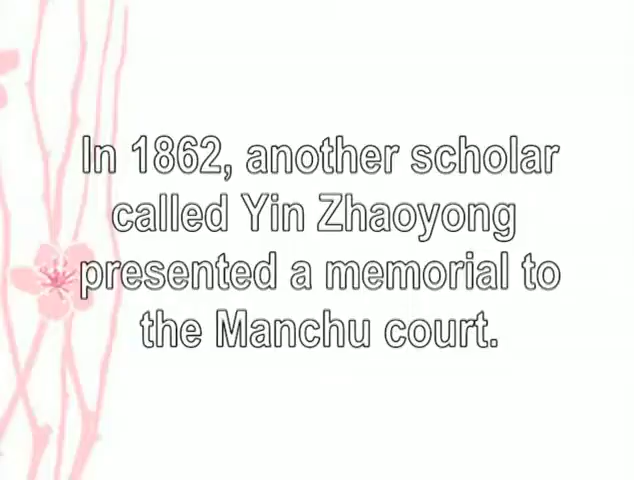 In 1862, another scholar
called Yin Zhaoyong
presented a memorial to
the Manchu court.